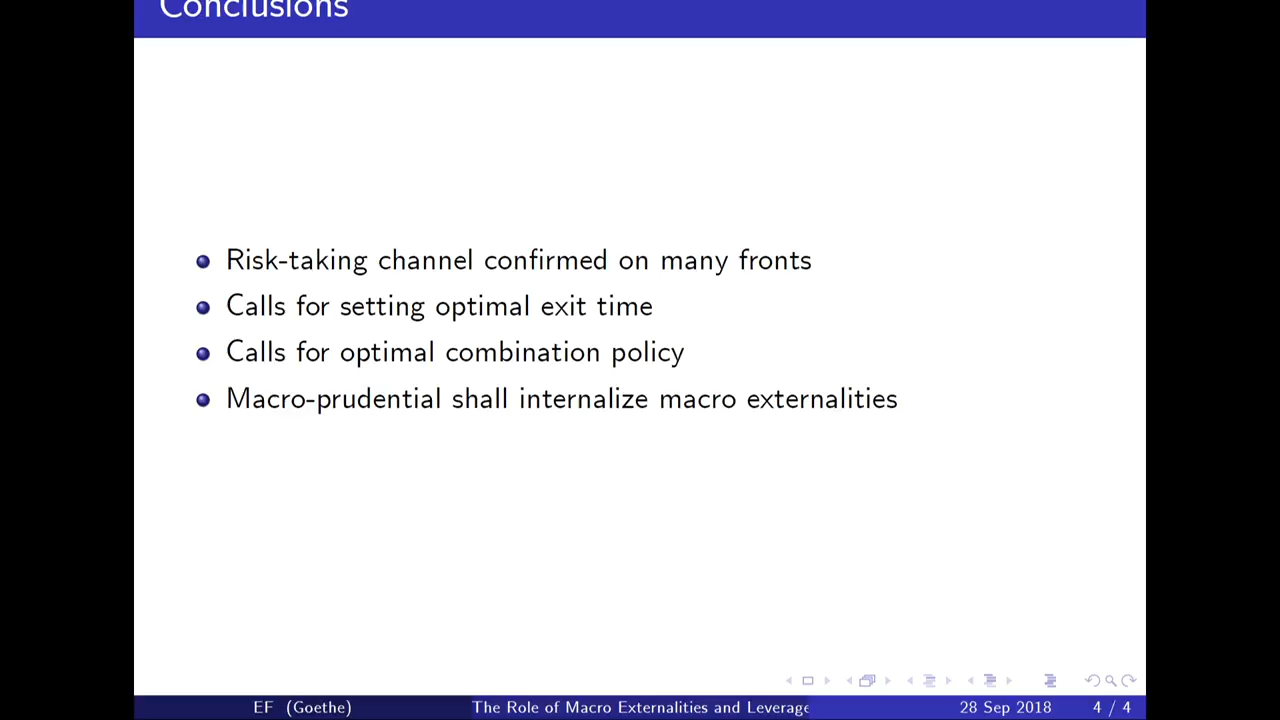 Conclusions
Risk-taking channel confirmed on many fronts
Calls for setting optimal exit time
Calls for optimal combination policy
Macro-prudential shall internalize macro externalities
EF (Goethe) The Role of Macro Externalities and Leverage 28 Sep 2018 4 / 4